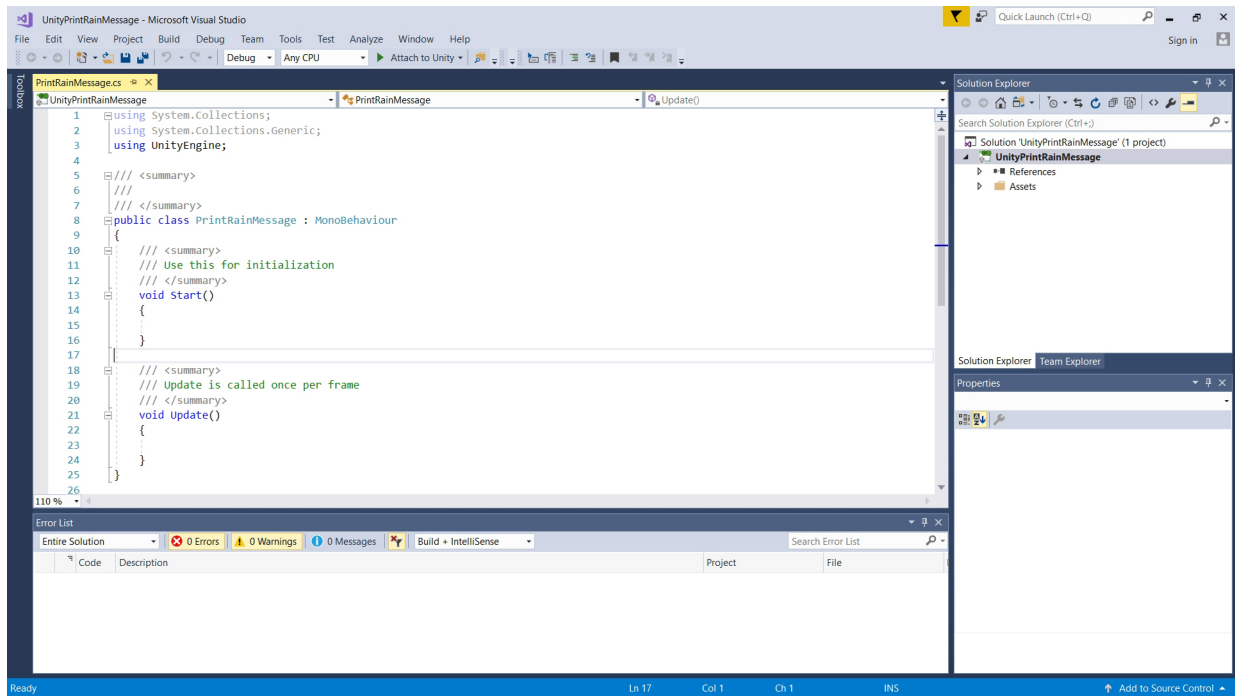 UnityPrintRainMessage - Microsoft Visual Studio
Quick Launch (Ctrl+Q)
File Edit View Project Build Debug Team Tools Test Analyze Window Help
Sign in
Debug Any CPU Attach to Unity
Toolbox
PrintRainMessage.cs
UnityPrintRainMessage PrintRainMessage Update()
1 using System.Collections;
2 using System.Collections.Generic;
3 using UnityEngine;
4
5 /// <summary>
6 ///
7 /// </summary>
8 public class PrintRainMessage : MonoBehaviour
9 {
10 /// <summary>
11 /// Use this for initialization
12 /// </summary>
13 void Start()
14 {
15
16 }
17
18 /// <summary>
19 /// Update is called once per frame
20 /// </summary>
21 void Update()
22 {
23
24 }
25 }
26
110 %
Solution Explorer
Search Solution Explorer (Ctrl+;)
Solution 'UnityPrintRainMessage' (1 project)
UnityPrintRainMessage
References
Assets
Solution Explorer Team Explorer
Properties
Error List
Entire Solution 0 Errors 0 Warnings 0 Messages Build + IntelliSense Search Error List
Code Description Project File
Ready Ln 17 Col 1 Ch 1 INS Add to Source Control